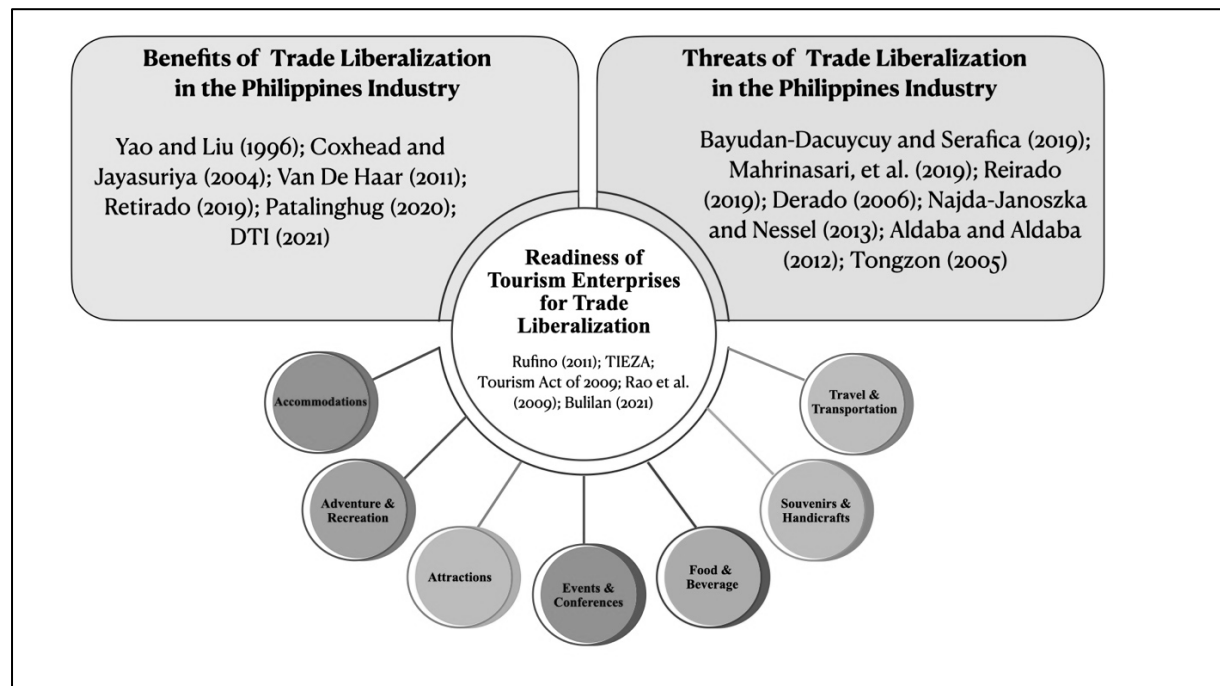 Benefits of Trade Liberalization
in the Philippines Industry
Yao and Liu (1996); Coxhead and
Jayasuriya (2004); Van De Haar (2011);
Retirado (2019); Patalinghug (2020);
DTI (2021)
Threats of Trade Liberalization
in the Philippines Industry
Bayudan-Dacuycuy and Serafica (2019);
Mahrinasari, et al. (2019); Reirado
(2019); Derado (2006); Najda-Janoszka
and Nessel (2013); Aldaba and Aldaba
(2012); Tongzon (2005)
Readiness of
Tourism Enterprises
for Trade
Liberalization
Rufino (2011); TIEZA;
Tourism Act of 2009; Rao et al.
(2009); Bulilan (2021)
Accommodations
Adventure &
Recreation
Attractions
Events &
Conferences
Food &
Beverage
Souvenirs &
Handicrafts
Travel &
Transportation